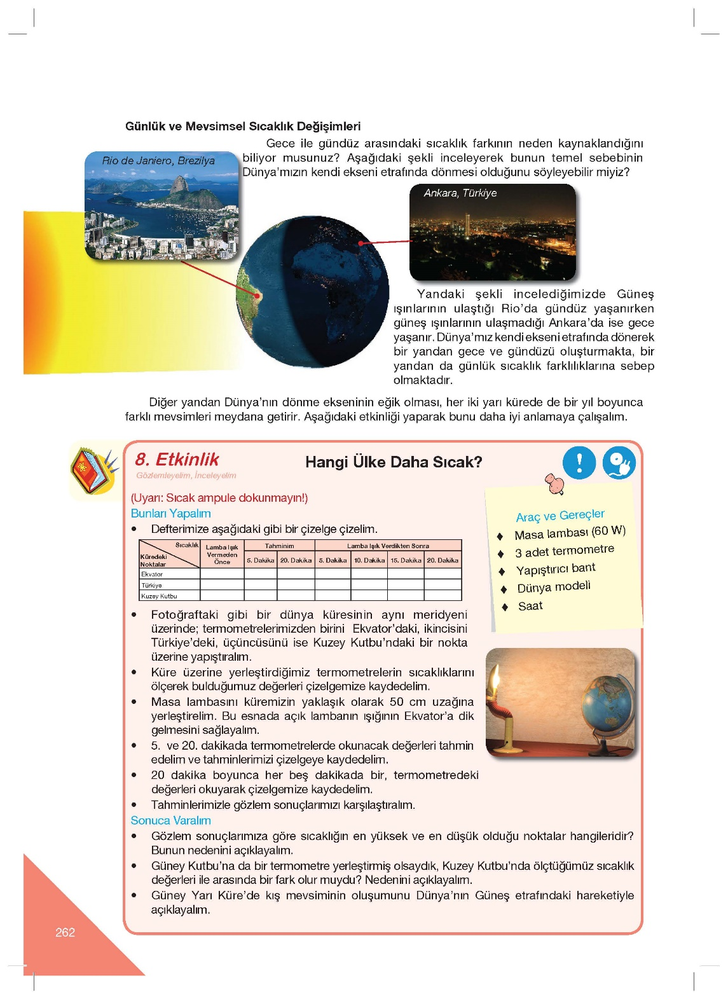 Günlük ve Mevsimsel Sıcaklık Değişimleri
Gece ile gündüz arasındaki sıcaklık farkının neden kaynaklandığını
biliyor musunuz? Aşağıdaki şekli inceleyerek bunun temel sebebinin
Dünya'mızın kendi ekseni etrafında dönmesi olduğunu söyleyebilir miyiz?
Rio de Janiero, Brezilya
Ankara, Türkiye
Yandaki şekli incelediğimizde Güneş
ışınlarının ulaştığı Rio'da gündüz yaşanırken
güneş ışınlarının ulaşmadığı Ankara'da ise gece
yaşanır. Dünya'mız kendi ekseni etrafında dönerek
bir yandan gece ve gündüzü oluşturmakta, bir
yandan da günlük sıcaklık farklılıklarına sebep
olmaktadır.
Diğer yandan Dünya'nın dönme ekseninin eğik olması, her iki yarı kürede de bir yıl boyunca
farklı mevsimleri meydana getirir. Aşağıdaki etkinliği yaparak bunu daha iyi anlamaya çalışalım.
8. Etkinlik
Hangi Ülke Daha Sıcak?
Gözlemleyelim, İnceleyelim
(Uyarı: Sıcak ampule dokunmayın!)
Bunları Yapalım
• Defterimize aşağıdaki gibi bir çizelge çizelim.
Sıcaklık
Küredeki
Noktalar
Lamba Işık
Vermeden
Önce
Tahminim
Lamba Işık Verdikten Sonra
5. Dakika 20. Dakika 5. Dakika 10. Dakika 15. Dakika 20. Dakika
Ekvator
Türkiye
Kuzey Kutbu
Araç ve Gereçler
♦ Masa lambası (60 W)
♦ 3 adet termometre
♦ Yapıştırıcı bant
♦ Dünya modeli
♦ Saat
• Fotoğraftaki gibi bir dünya küresinin aynı meridyeni
üzerinde; termometrelerimizden birini Ekvator'daki, ikincisini
Türkiye'deki, üçüncüsünü ise Kuzey Kutbu'ndaki bir nokta
üzerine yapıştıralım.
• Küre üzerine yerleştirdiğimiz termometrelerin sıcaklıklarını
ölçerek bulduğumuz değerleri çizelgemize kaydedelim.
• Masa lambasını küremizin yaklaşık olarak 50 cm uzağına
yerleştirelim. Bu esnada açık lambanın ışığının Ekvator'a dik
gelmesini sağlayalım.
• 5. ve 20. dakikada termometrelerde okunacak değerleri tahmin
edelim ve tahminlerimizi çizelgeye kaydedelim.
• 20 dakika boyunca her beş dakikada bir, termometredeki
değerleri okuyarak çizelgemize kaydedelim.
• Tahminlerimizle gözlem sonuçlarımızı karşılaştıralım.
Sonuca Varalım
• Gözlem sonuçlarımıza göre sıcaklığın en yüksek ve en düşük olduğu noktalar hangileridir?
Bunun nedenini açıklayalım.
• Güney Kutbu'na da bir termometre yerleştirmiş olsaydık, Kuzey Kutbu'nda ölçtüğümüz sıcaklık
değerleri ile arasında bir fark olur muydu? Nedenini açıklayalım.
• Güney Yarı Küre'de kış mevsiminin oluşumunu Dünya'nın Güneş etrafındaki hareketiyle
açıklayalım.
262